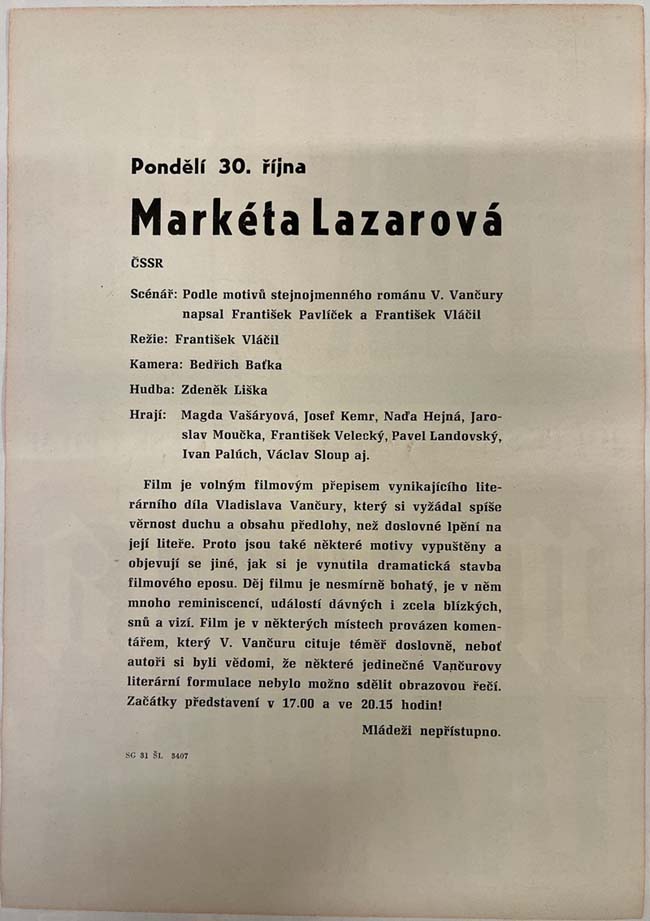 Pondělí 30. října
Markéta Lazarová
ČSSR
Scénář: Podle motivů stejnojmenného románu V. Vančury
napsal František Pavlíček a František Vláčil
Režie: František Vláčil
Kamera: Bedřich Baťka
Hudba: Zdeněk Liška
Hrají: Magda Vašáryová, Josef Kemr, Naďa Hejná, Jaro-
slav Moučka, František Velecký, Pavel Landovský,
Ivan Palúch, Václav Sloup aj.
Film je volným filmovým přepisem vynikajícího lite-
rárního díla Vladislava Vančury, který si vyžádal spíše
věrnost duchu a obsahu předlohy, než doslovné lpění na
její liteře. Proto jsou také některé motivy vypuštěny a
objevují se jiné, jak si je vynutila dramatická stavba
filmového eposu. Děj filmu je nesmírně bohatý, je v něm
mnoho reminiscencí, událostí dávných i zcela blízkých,
snů a vizí. Film je v některých místech provázen komen-
tářem, který V. Vančuru cituje téměř doslovně, neboť
autoři si byli vědomi, že některé jedinečné Vančurovy
literární formulace nebylo možno sdělit obrazovou řečí.
Začátky představení v 17.00 a ve 20.15 hodin!
Mládeži nepřístupno.
SG 31 ŠL 3407